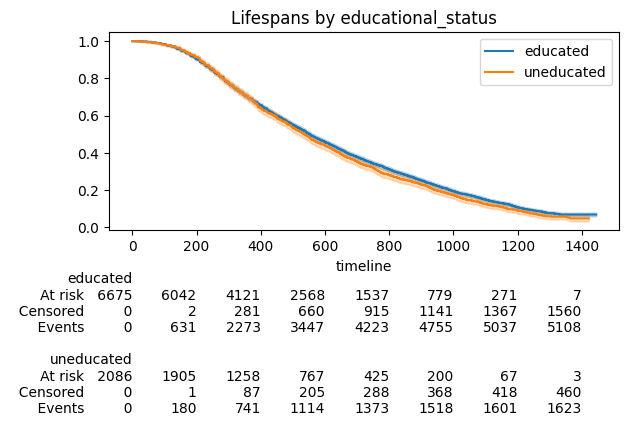 Lifespans by educational_status
educated
uneducated
1.0
0.8
0.6
0.4
0.2
0.0
0 200 400 600 800 1000 1200 1400
timeline
educated
At risk 6675 6042 4121 2568 1537 779 271 7
Censored 0 2 281 660 915 1141 1367 1560
Events 0 631 2273 3447 4223 4755 5037 5108
uneducated
At risk 2086 1905 1258 767 425 200 67 3
Censored 0 1 87 205 288 368 418 460
Events 0 180 741 1114 1373 1518 1601 1623